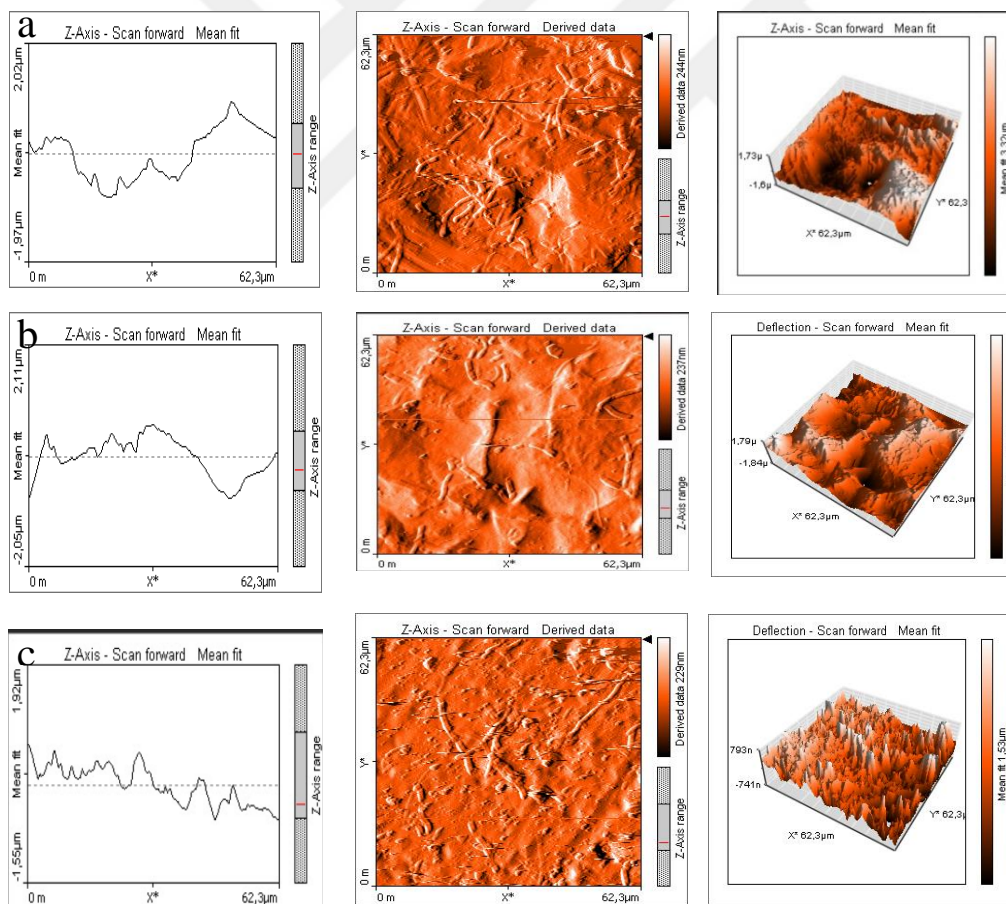 a
Z-Axis - Scan forward Mean fit
2,02µm
Mean fit
-1,97µm
0 m
X*
62,3µm
Z-Axis range
Z-Axis - Scan forward Derived data
62,3µm
Y*
0 m
0 m
X*
62,3µm
Derived data 244nm
Z-Axis range
Z-Axis - Scan forward Mean fit
1,73µ
-1,6µ
X* 62,3µm
Y* 62,3
Mean fit 3,32µm
b
Z-Axis - Scan forward Mean fit
2,11µm
Mean fit
-2,05µm
0 m
X*
62,3µm
Z-Axis range
Z-Axis - Scan forward Derived data
62,3µm
Y*
0 m
0 m
X*
62,3µm
Derived data 237nm
Z-Axis range
Deflection - Scan forward Mean fit
1,79µ
-1,84µ
X* 62,3µm
Y* 62,3µm
c
Z-Axis - Scan forward Mean fit
1,92µm
Mean fit
-1,55µm
0 m
X*
62,3µm
Z-Axis range
Z-Axis - Scan forward Derived data
62,3µm
Y*
0 m
0 m
X*
62,3µm
Derived data 229nm
Z-Axis range
Deflection - Scan forward Mean fit
793n
-741n
X* 62,3µm
Y* 62,3µ
Mean fit 1,53µm